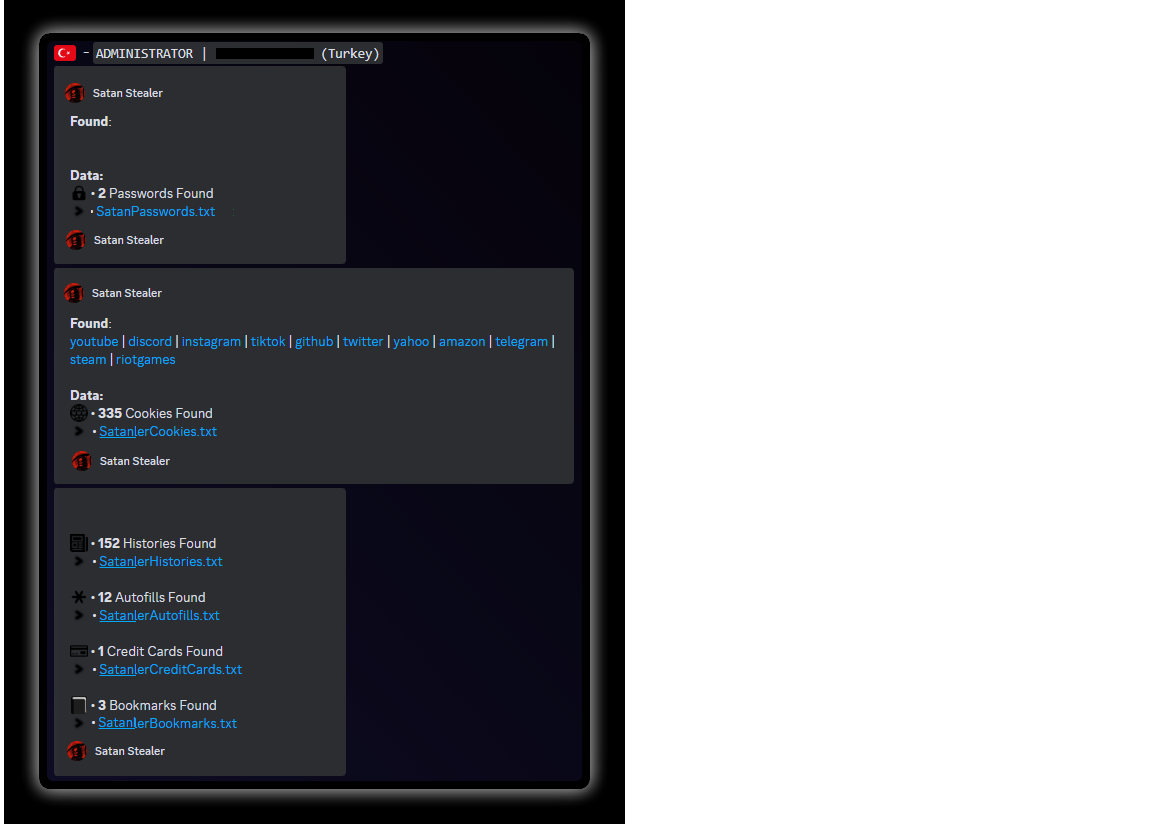 - ADMINISTRATOR | (Turkey)
Satan Stealer
Found:
Data:
• 2 Passwords Found
• SatanPasswords.txt
Satan Stealer
Satan Stealer
Found:
youtube | discord | instagram | tiktok | github | twitter | yahoo | amazon | telegram |
steam | riotgames
Data:
• 335 Cookies Found
• SatanlerCookies.txt
Satan Stealer
• 152 Histories Found
• SatanlerHistories.txt
• 12 Autofills Found
• SatanlerAutofills.txt
• 1 Credit Cards Found
• SatanlerCreditCards.txt
• 3 Bookmarks Found
• SatanlerBookmarks.txt
Satan Stealer